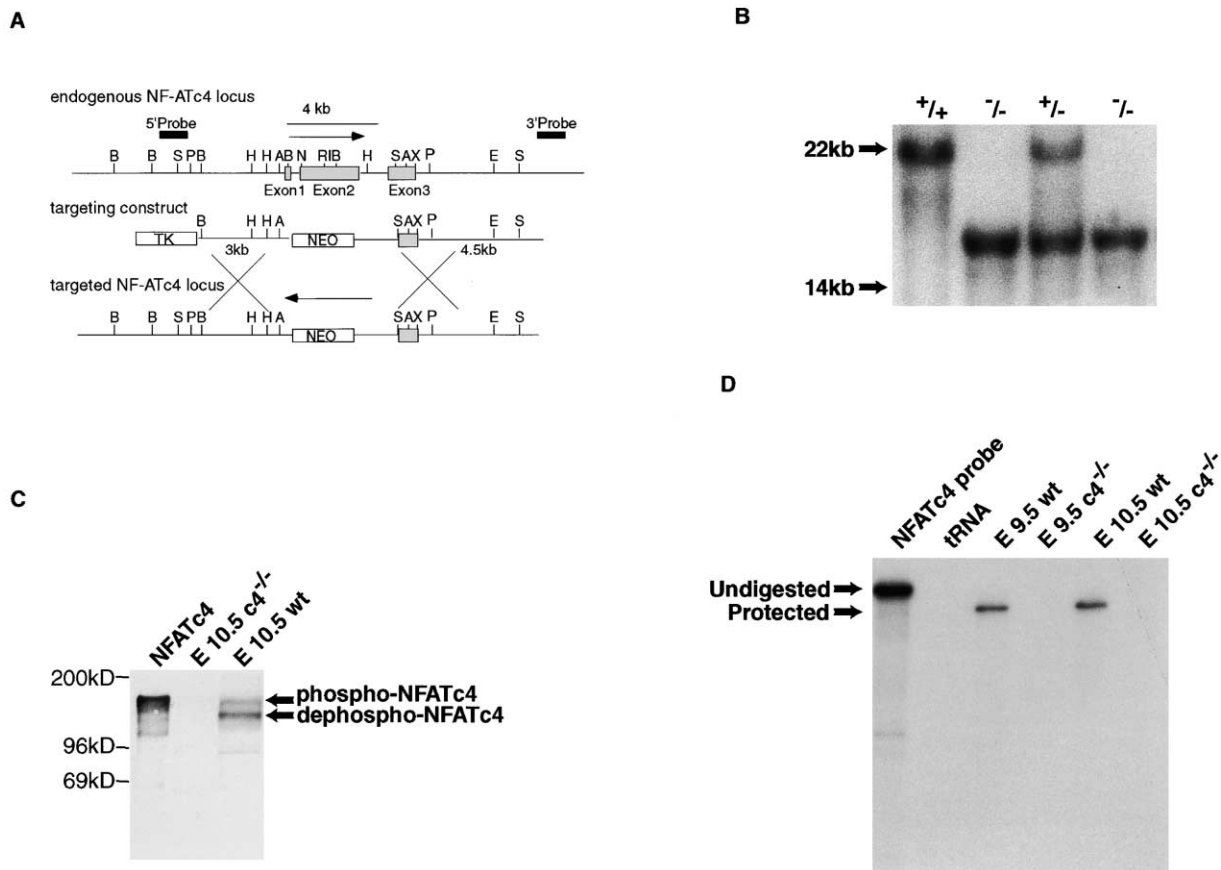 A
endogenous NF-ATc4 locus
4 kb
5'Probe
3'Probe
B B S P B H H A B N RI B H S A X P E S
Exon1 Exon2 Exon3
targeting construct
B H H A S A X P E S
TK NEO
3kb 4.5kb
targeted NF-ATc4 locus
B B S P B H H A S A X P E S
NEO
B
+/+ -/- +/- -/-
22kb
14kb
C
NFATc4
E 10.5 c4-/-
E 10.5 wt
200kD
phospho-NFATc4
dephospho-NFATc4
96kD
69kD
D
NFATc4 probe
tRNA
E 9.5 wt
E 9.5 c4-/-
E 10.5 wt
E 10.5 c4-/-
Undigested
Protected